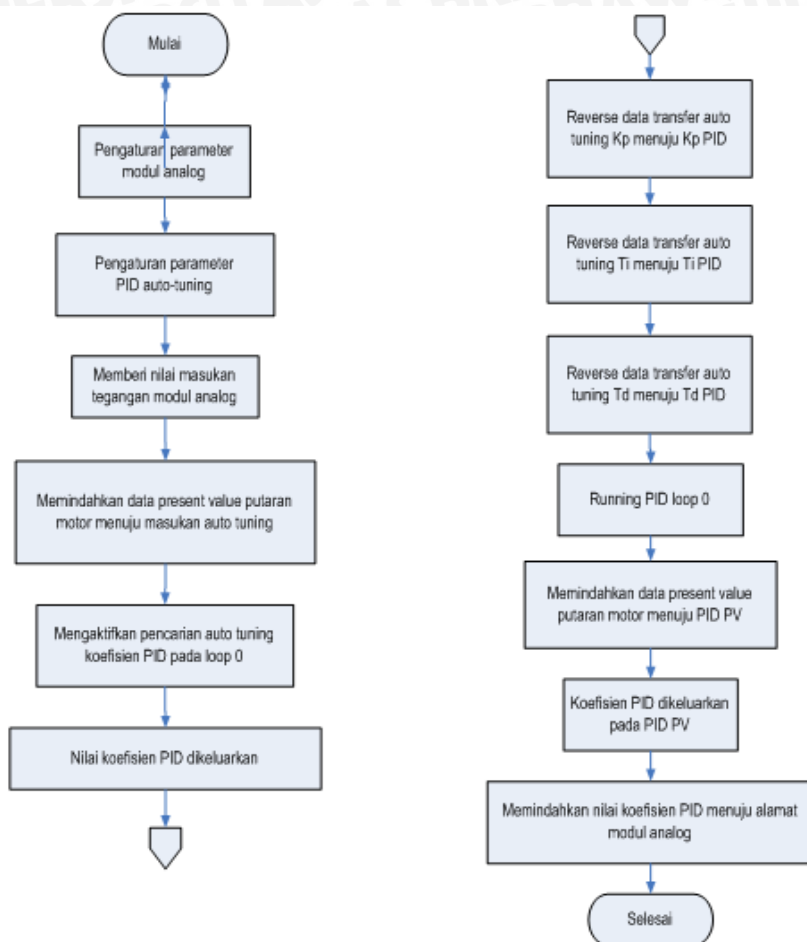 Mulai
Pengaturan parameter
modul analog
Pengaturan parameter
PID auto-tuning
Memberi nilai masukan
tegangan modul analog
Memindahkan data present value putaran
motor menuju masukan auto tuning
Mengaktifkan pencarian auto tuning
koefisien PID pada loop 0
Nilai koefisien PID dikeluarkan
Reverse data transfer auto
tuning Kp menuju Kp PID
Reverse data transfer auto
tuning Ti menuju Ti PID
Reverse data transfer auto
tuning Td menuju Td PID
Running PID loop 0
Memindahkan data present value
putaran motor menuju PID PV
Koefisien PID dikeluarkan
pada PID PV
Memindahkan nilai koefisien PID menuju alamat
modul analog
Selesai